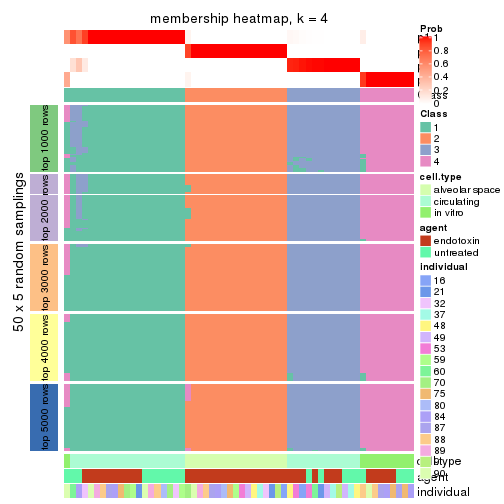 membership heatmap, k = 4
50 x 5 random samplings
top 1000 rows
top 2000 rows
top 3000 rows
top 4000 rows
top 5000 rows
cell.type
agent
individual
Prob
1
0.8
0.6
0.4
0.2
0
Class
1
2
3
4
cell.type
alveolar space
circulating
in vitro
agent
endotoxin
untreated
individual
16
21
32
37
48
49
53
59
60
70
75
80
84
87
88
89
90